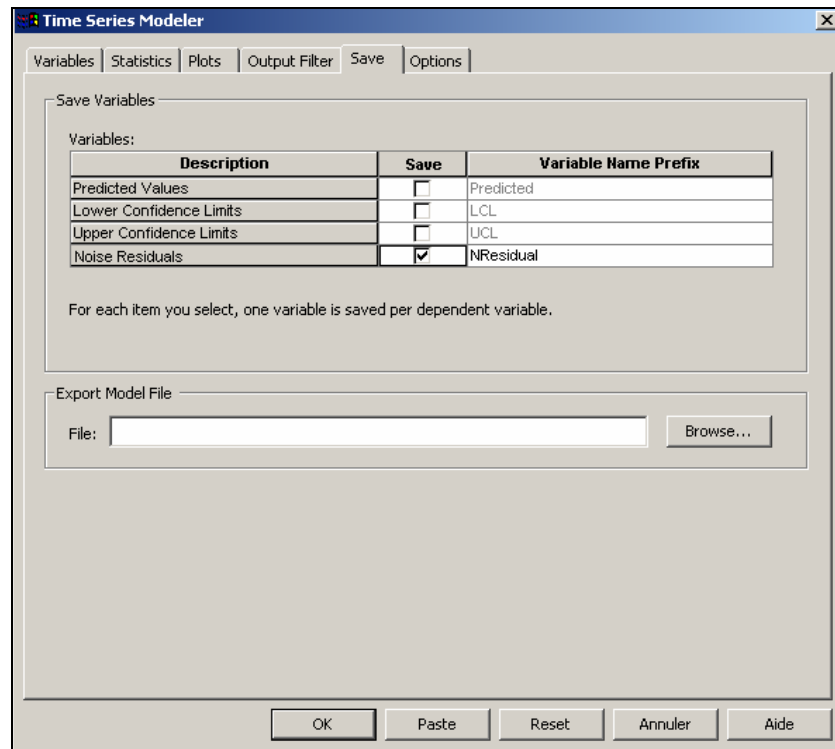 Time Series Modeler
Variables Statistics Plots Output Filter Save Options
Save Variables
Variables:
Description Save Variable Name Prefix
Predicted Values Predicted
Lower Confidence Limits LCL
Upper Confidence Limits UCL
Noise Residuals NResidual
For each item you select, one variable is saved per dependent variable.
Export Model File
File: Browse...
OK Paste Reset Annuler Aide